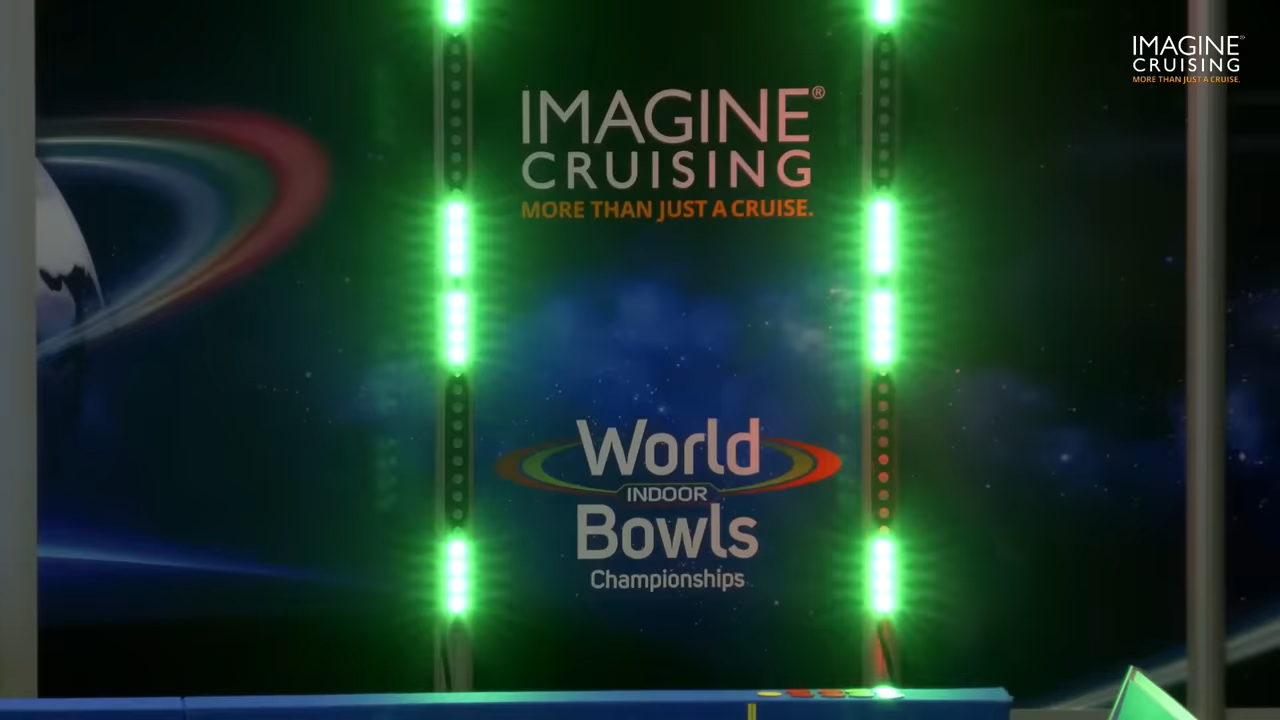 IMAGINE®
CRUISING
MORE THAN JUST A CRUISE.
IMAGINE®
CRUISING
MORE THAN JUST A CRUISE.
World
INDOOR
Bowls
Championships